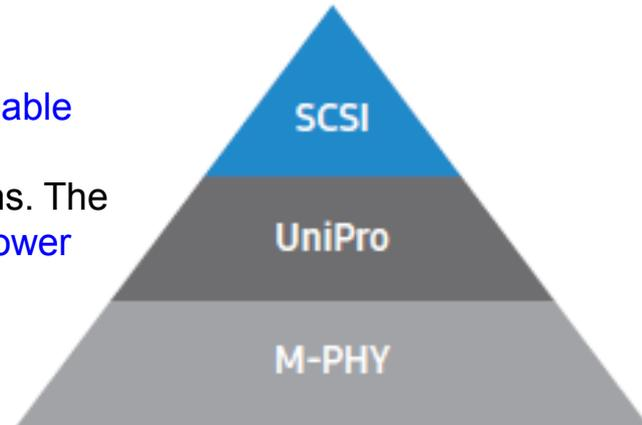 able
SCSI
ns. The
ower
UniPro
M-PHY